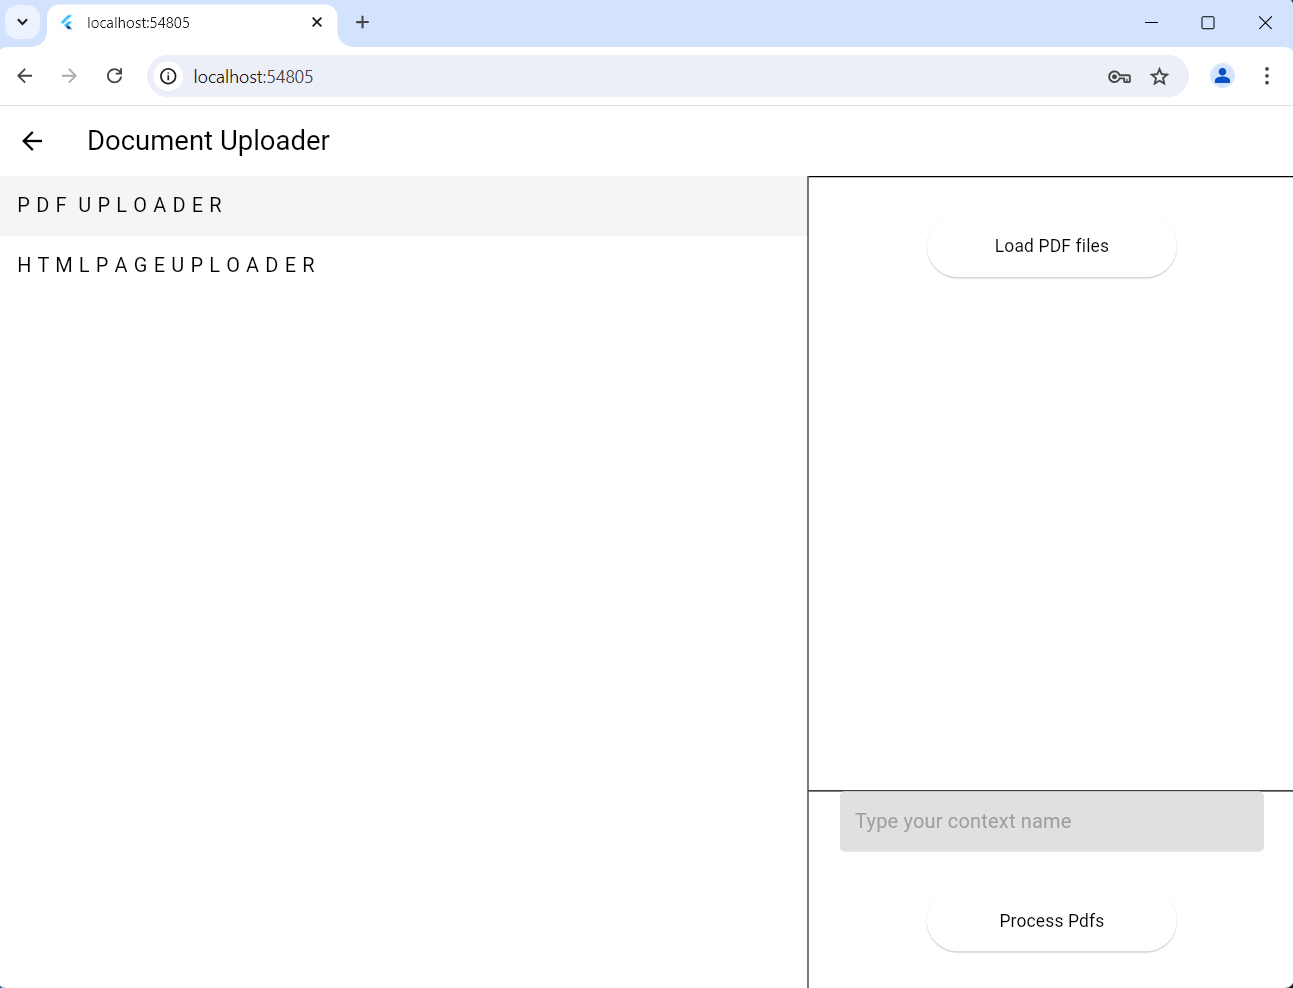 localhost:54805
localhost:54805
Document Uploader
P D F U P L O A D E R
H T M L P A G E U P L O A D E R
Load PDF files
Type your context name
Process Pdfs